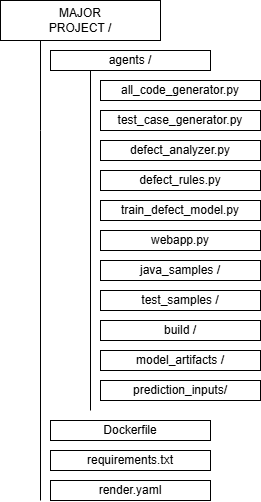 MAJOR
PROJECT /
agents /
all_code_generator.py
test_case_generator.py
defect_analyzer.py
defect_rules.py
train_defect_model.py
webapp.py
java_samples /
test_samples /
build /
model_artifacts /
prediction_inputs/
Dockerfile
requirements.txt
render.yaml